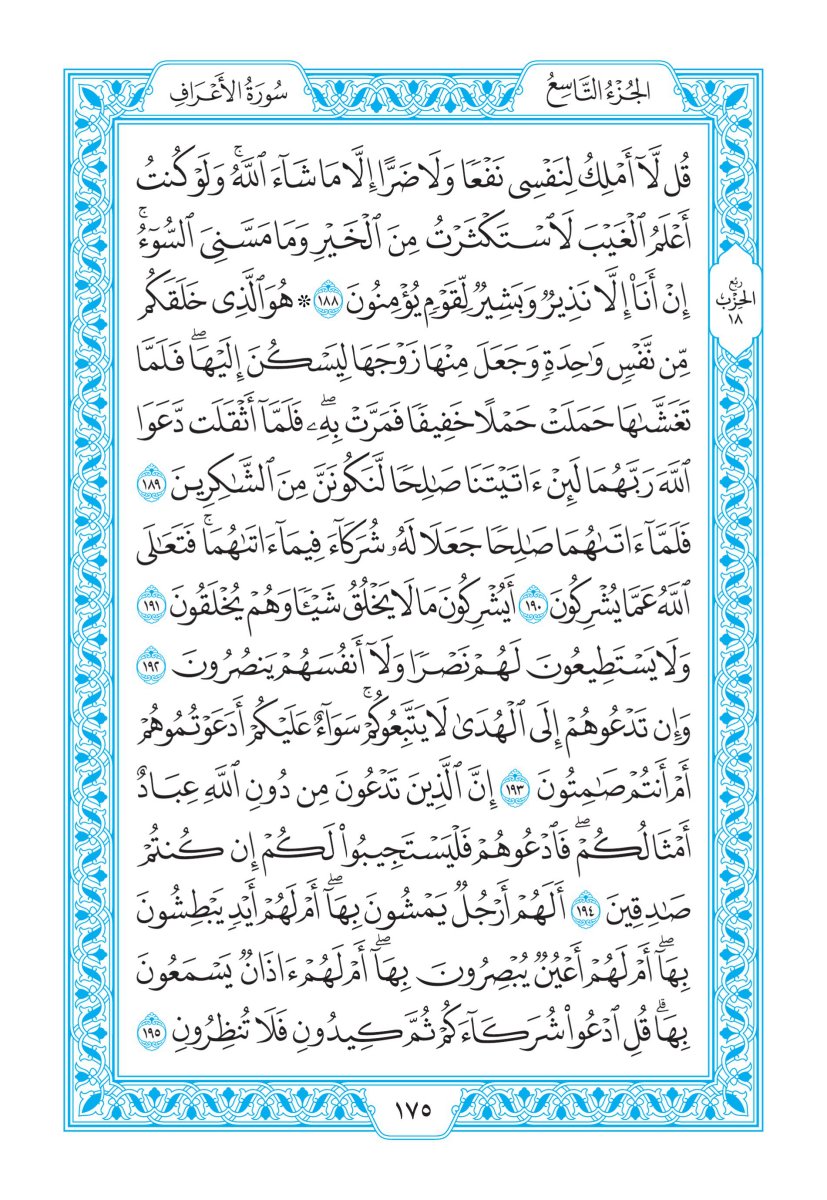 الجُزْءُ التَّاسِعُ
سُورَةُ الأَعْرَافِ
قُل لَّآ أَمْلِكُ لِنَفْسِى نَفْعًا وَلَا ضَرًّا إِلَّا مَا شَآءَ ٱللَّهُۚ وَلَوْ كُنتُ
أَعْلَمُ ٱلْغَيْبَ لَٱسْتَكْثَرْتُ مِنَ ٱلْخَيْرِ وَمَا مَسَّنِىَ ٱلسُّوٓءُۚ
إِنْ أَنَا۠ إِلَّا نَذِيرٌ وَبَشِيرٌ لِّقَوْمٍ يُؤْمِنُونَ ١٨٨ * هُوَ ٱلَّذِى خَلَقَكُم
مِّن نَّفْسٍ وَٰحِدَةٍ وَجَعَلَ مِنْهَا زَوْجَهَا لِيَسْكُنَ إِلَيْهَاۖ فَلَمَّا
تَغَشَّىٰهَا حَمَلَتْ حَمْلًا خَفِيفًا فَمَرَّتْ بِهِۦۖ فَلَمَّآ أَثْقَلَت دَّعَوَا
ٱللَّهَ رَبَّهُمَا لَئِنْ ءَاتَيْتَنَا صَٰلِحًا لَّنَكُونَنَّ مِنَ ٱلشَّٰكِرِينَ ١٨٩
فَلَمَّآ ءَاتَىٰهُمَا صَٰلِحًا جَعَلَا لَهُۥ شُرَكَآءَ فِيمَآ ءَاتَىٰهُمَاۚ فَتَعَٰلَى
ٱللَّهُ عَمَّا يُشْرِكُونَ ١٩٠ أَيُشْرِكُونَ مَا لَا يَخْلُقُ شَيْـًٔا وَهُمْ يُخْلَقُونَ ١٩١
وَلَا يَسْتَطِيعُونَ لَهُمْ نَصْرًا وَلَآ أَنفُسَهُمْ يَنصُرُونَ ١٩٢
وَإِن تَدْعُوهُمْ إِلَى ٱلْهُدَىٰ لَا يَتَّبِعُوكُمْۚ سَوَآءٌ عَلَيْكُمْ أَدَعَوْتُمُوهُمْ
أَمْ أَنتُمْ صَٰمِتُونَ ١٩٣ إِنَّ ٱلَّذِينَ تَدْعُونَ مِن دُونِ ٱللَّهِ عِبَادٌ
أَمْثَالُكُمْۖ فَٱدْعُوهُمْ فَلْيَسْتَجِيبُوا۟ لَكُمْ إِن كُنتُمْ
صَٰدِقِينَ ١٩٤ أَلَهُمْ أَرْجُلٌ يَمْشُونَ بِهَآۖ أَمْ لَهُمْ أَيْدٍ يَبْطِشُونَ
بِهَآۖ أَمْ لَهُمْ أَعْيُنٌ يُبْصِرُونَ بِهَآۖ أَمْ لَهُمْ ءَاذَانٌ يَسْمَعُونَ
بِهَاۗ قُلِ ٱدْعُوا۟ شُرَكَآءَكُمْ ثُمَّ كِيدُونِ فَلَا تُنظِرُونِ ١٩٥
رُبْعُ
الحِزْبِ
١٨
١٧٥